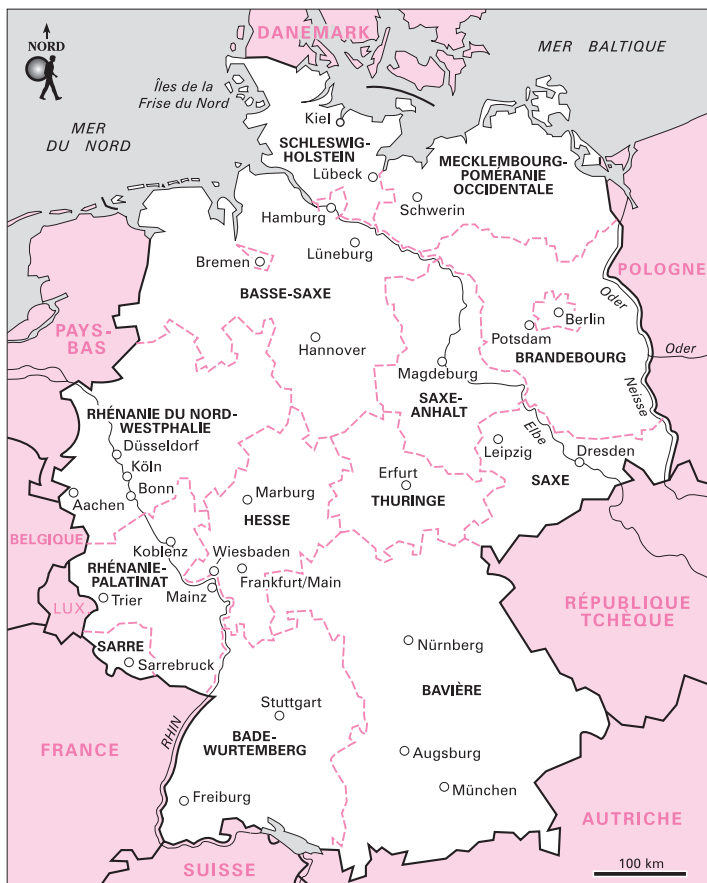 NORD
DANEMARK
MER BALTIQUE
Îles de la
Frise du Nord
MER
DU NORD
Kiel
SCHLESWIG-
HOLSTEIN
Lübeck
MECKLEMBOURG-
POMÉRANIE
OCCIDENTALE
Schwerin
Hamburg
Lüneburg
Bremen
BASSE-SAXE
POLOGNE
Oder
Berlin
Potsdam
BRANDEBOURG
Oder
Neisse
PAYS-
BAS
Hannover
Magdeburg
SAXE-
ANHALT
RHÉNANIE DU NORD-
WESTPHALIE
Düsseldorf
Köln
Bonn
Aachen
Elbe
Leipzig
Dresden
SAXE
Erfurt
THURINGE
Marburg
HESSE
BELGIQUE
Koblenz
Wiesbaden
RHÉNANIE-
PALATINAT
Frankfurt/Main
Mainz
Trier
LUX
RÉPUBLIQUE
TCHÈQUE
SARRE
Sarrebruck
Nürnberg
BAVIÈRE
Stuttgart
BADE-
WURTEMBERG
RHIN
FRANCE
Augsburg
München
Freiburg
AUTRICHE
SUISSE
100 km